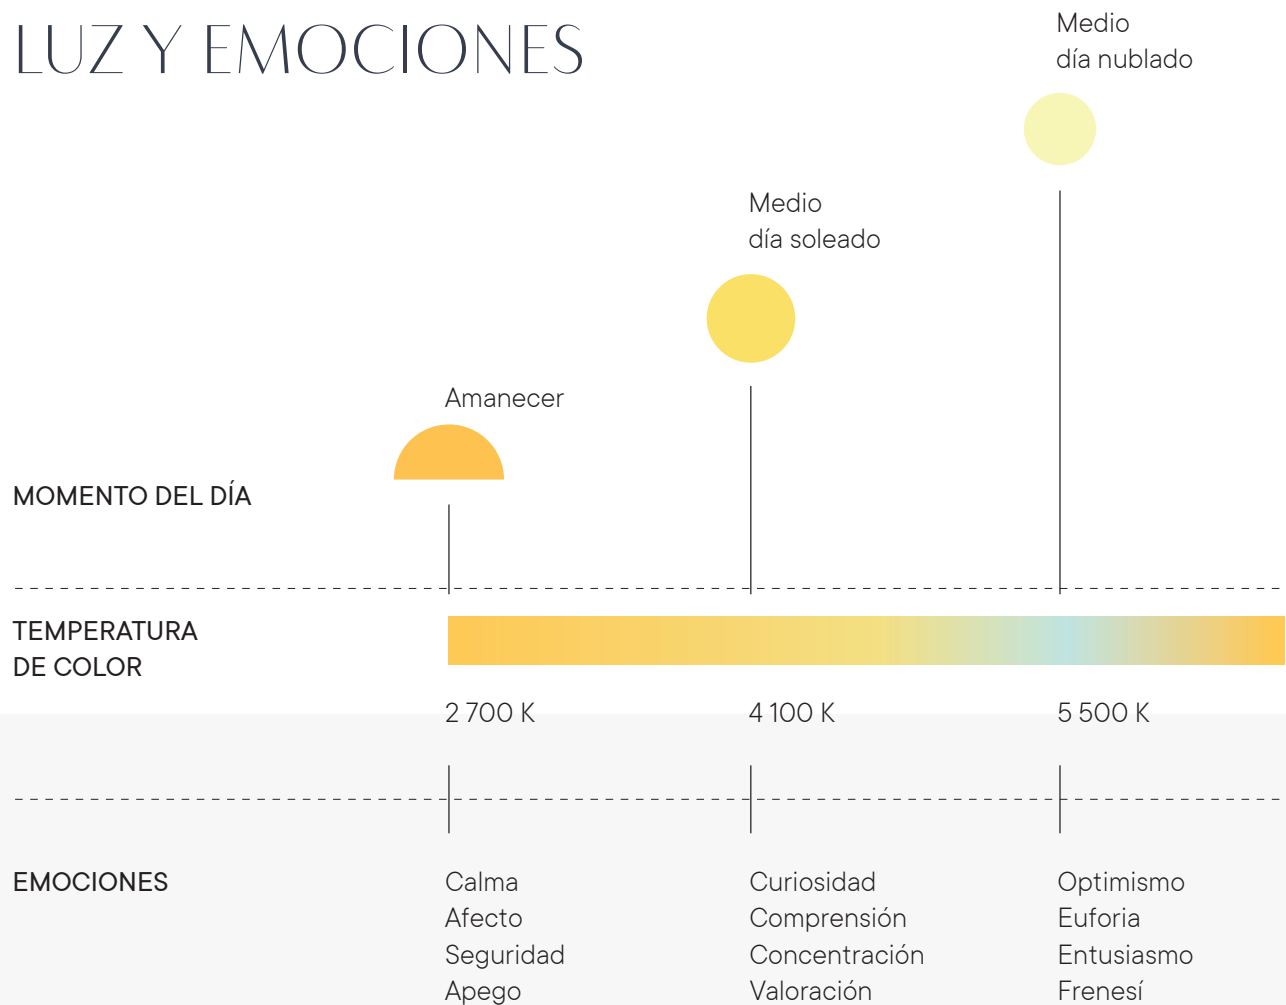 LUZ Y EMOCIONES
Medio
día nublado
Medio
día soleado
Amanecer
MOMENTO DEL DÍA
TEMPERATURA
DE COLOR
2 700 K
4 100 K
5 500 K
EMOCIONES
Calma
Afecto
Seguridad
Apego
Curiosidad
Comprensión
Concentración
Valoración
Optimismo
Euforia
Entusiasmo
Frenesí